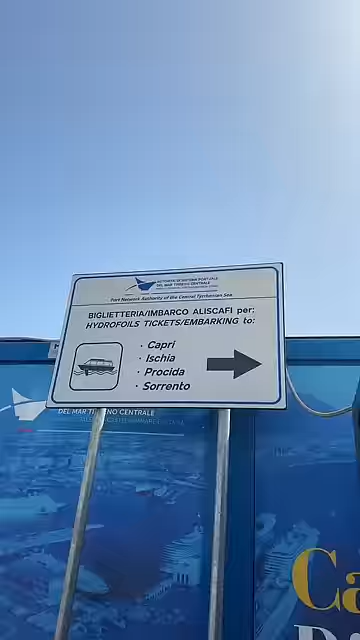 AUTORITÀ DI SISTEMA PORTUALE
DEL MAR TIRRENO CENTRALE
Port Network Authority of the Central Tyrrhenian Sea
BIGLIETTERIA/IMBARCO ALISCAFI per:
HYDROFOILS TICKETS/EMBARKING to:
· Capri
· Ischia
· Procida
· Sorrento
DEL MAR TIRRENO CENTRALE
Ca